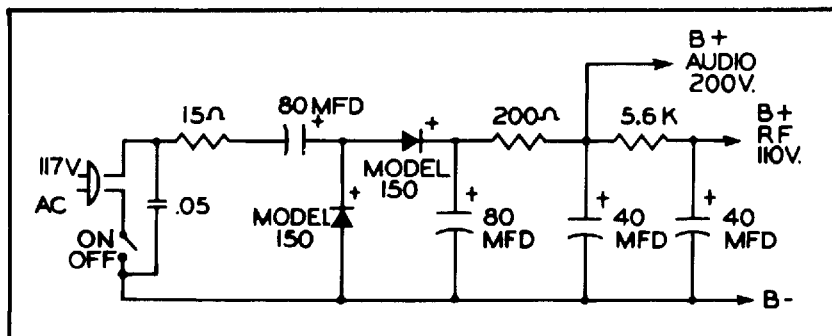 B+
AUDIO
200V.
80 MFD
+
15Ω
+
200Ω
5.6 K
B+
RF
110V.
117V
AC
.05
MODEL
150
+
MODEL
150
+
80
MFD
+
40
MFD
+
40
MFD
ON
OFF
B-